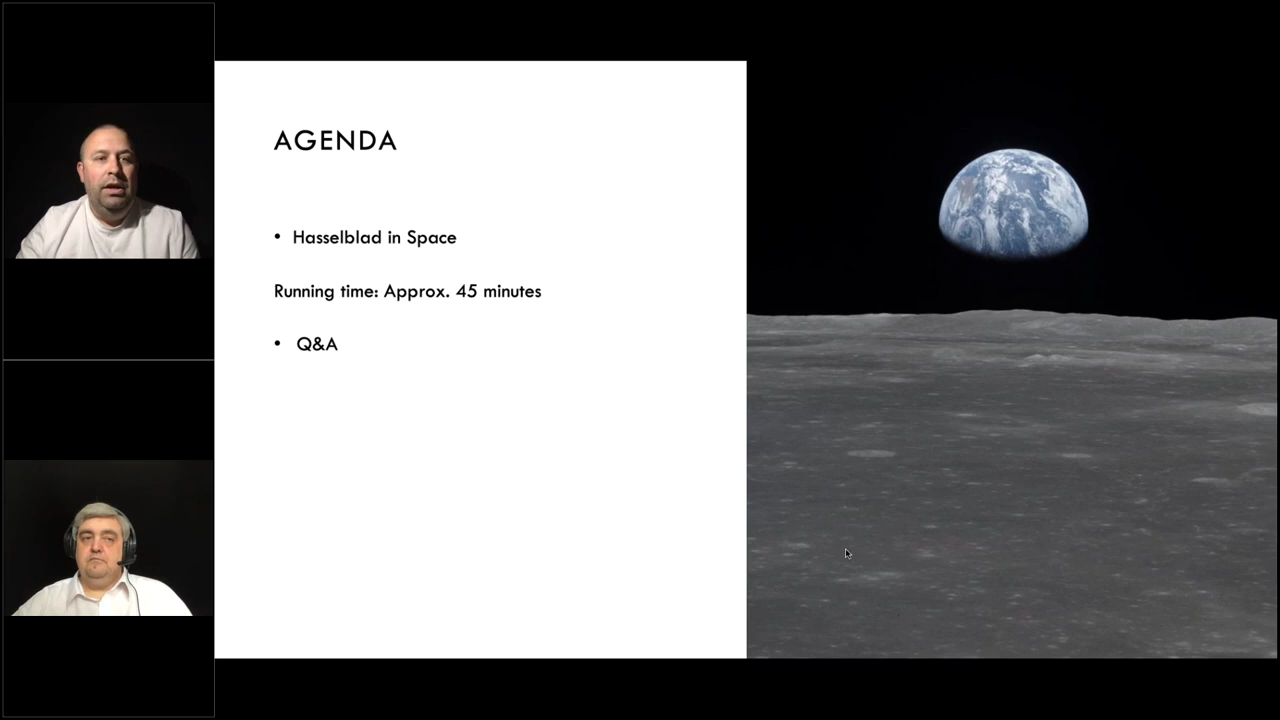 AGENDA
• Hasselblad in Space
Running time: Approx. 45 minutes
• Q&A